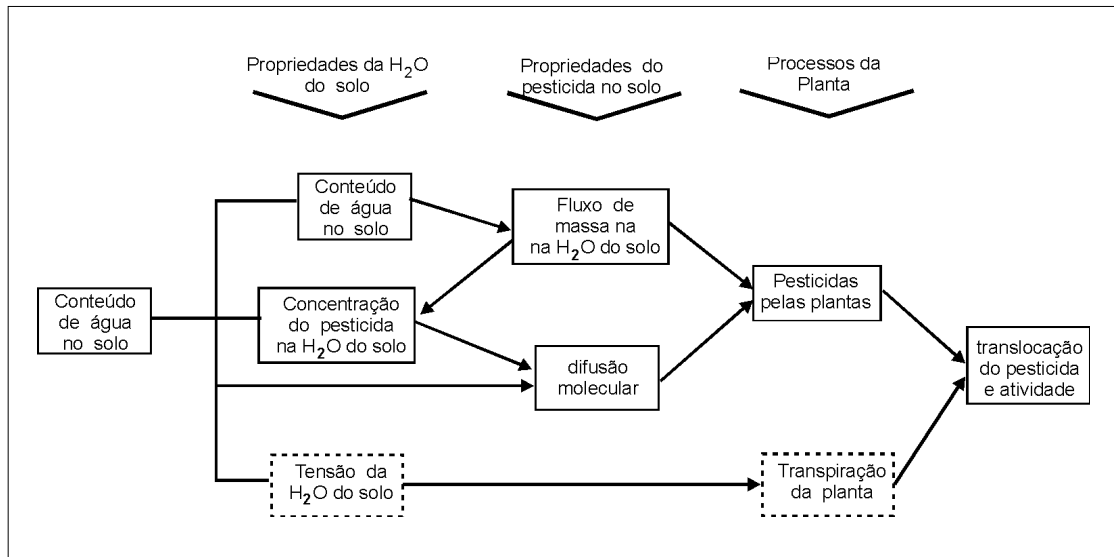 Propriedades da H2O
do solo
Propriedades do
pesticida no solo
Processos da
Planta
Conteúdo
de água
no solo
Fluxo de
massa na
na H2O do solo
Conteúdo
de água
no solo
Concentração
do pesticida
na H2O do solo
Pesticidas
pelas plantas
difusão
molecular
translocação
do pesticida
e atividade
Tensão da
H2O do solo
Transpiração
da planta